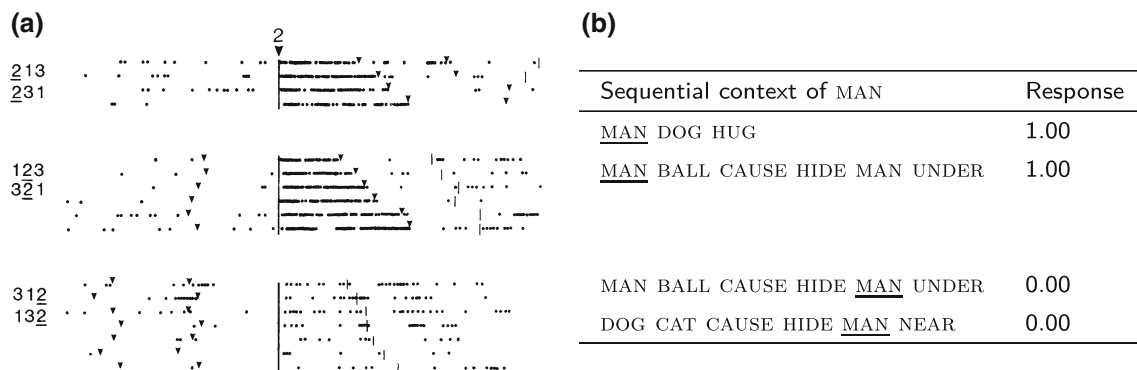 (a)
2
213
231
123
321
312
132
(b)
Sequential context of MAN Response
MAN DOG HUG 1.00
MAN BALL CAUSE HIDE MAN UNDER 1.00
MAN BALL CAUSE HIDE MAN UNDER 0.00
DOG CAT CAUSE HIDE MAN NEAR 0.00